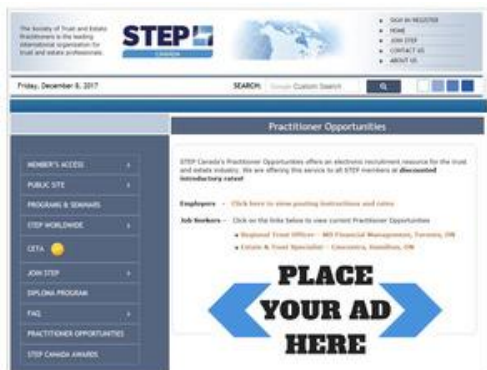 The Society of Trust and Estate
Practitioners is the leading
international organization for
trust and estate professionals.
STEP
CANADA
SIGN IN/REGISTER
HOME
JOIN STEP
CONTACT US
ABOUT US
Friday, December 8, 2017
SEARCH: Google Custom Search
Practitioner Opportunities
MEMBER'S ACCESS
PUBLIC SITE
PROGRAMS & SEMINARS
STEP WORLDWIDE
CETA
JOIN STEP
DIPLOMA PROGRAM
FAQ
PRACTITIONER OPPORTUNITIES
STEP CANADA AWARDS
STEP Canada's Practitioner Opportunities offers an electronic recruitment resource for the trust
and estate industry. We are offering this service to all STEP members at discounted
introductory rates!
Employers - Click here to view posting instructions and rates
Job Seekers - Click on the links below to view current Practitioner Opportunities
Regional Trust Officer - MD Financial Management, Toronto, ON
Estate & Trust Specialist - Hamilton, ON
PLACE
YOUR AD
HERE